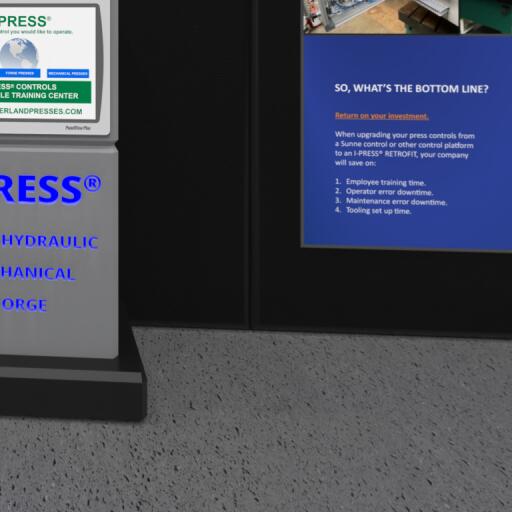 PRESS®
ntrol you would like to operate.
FORGE PRESSES
MECHANICAL PRESSES
ESS® CONTROLS
LE TRAINING CENTER
ERLANDPRESSES.COM
PanelView Plus
RESS®
HYDRAULIC
HANICAL
ORGE
SO, WHAT'S THE BOTTOM LINE?
Return on your investment.
When upgrading your press controls from
a Sunne control or other control platform
to an I-PRESS® RETROFIT, your company
will save on:
1. Employee training time.
2. Operator error downtime.
3. Maintenance error downtime.
4. Tooling set up time.